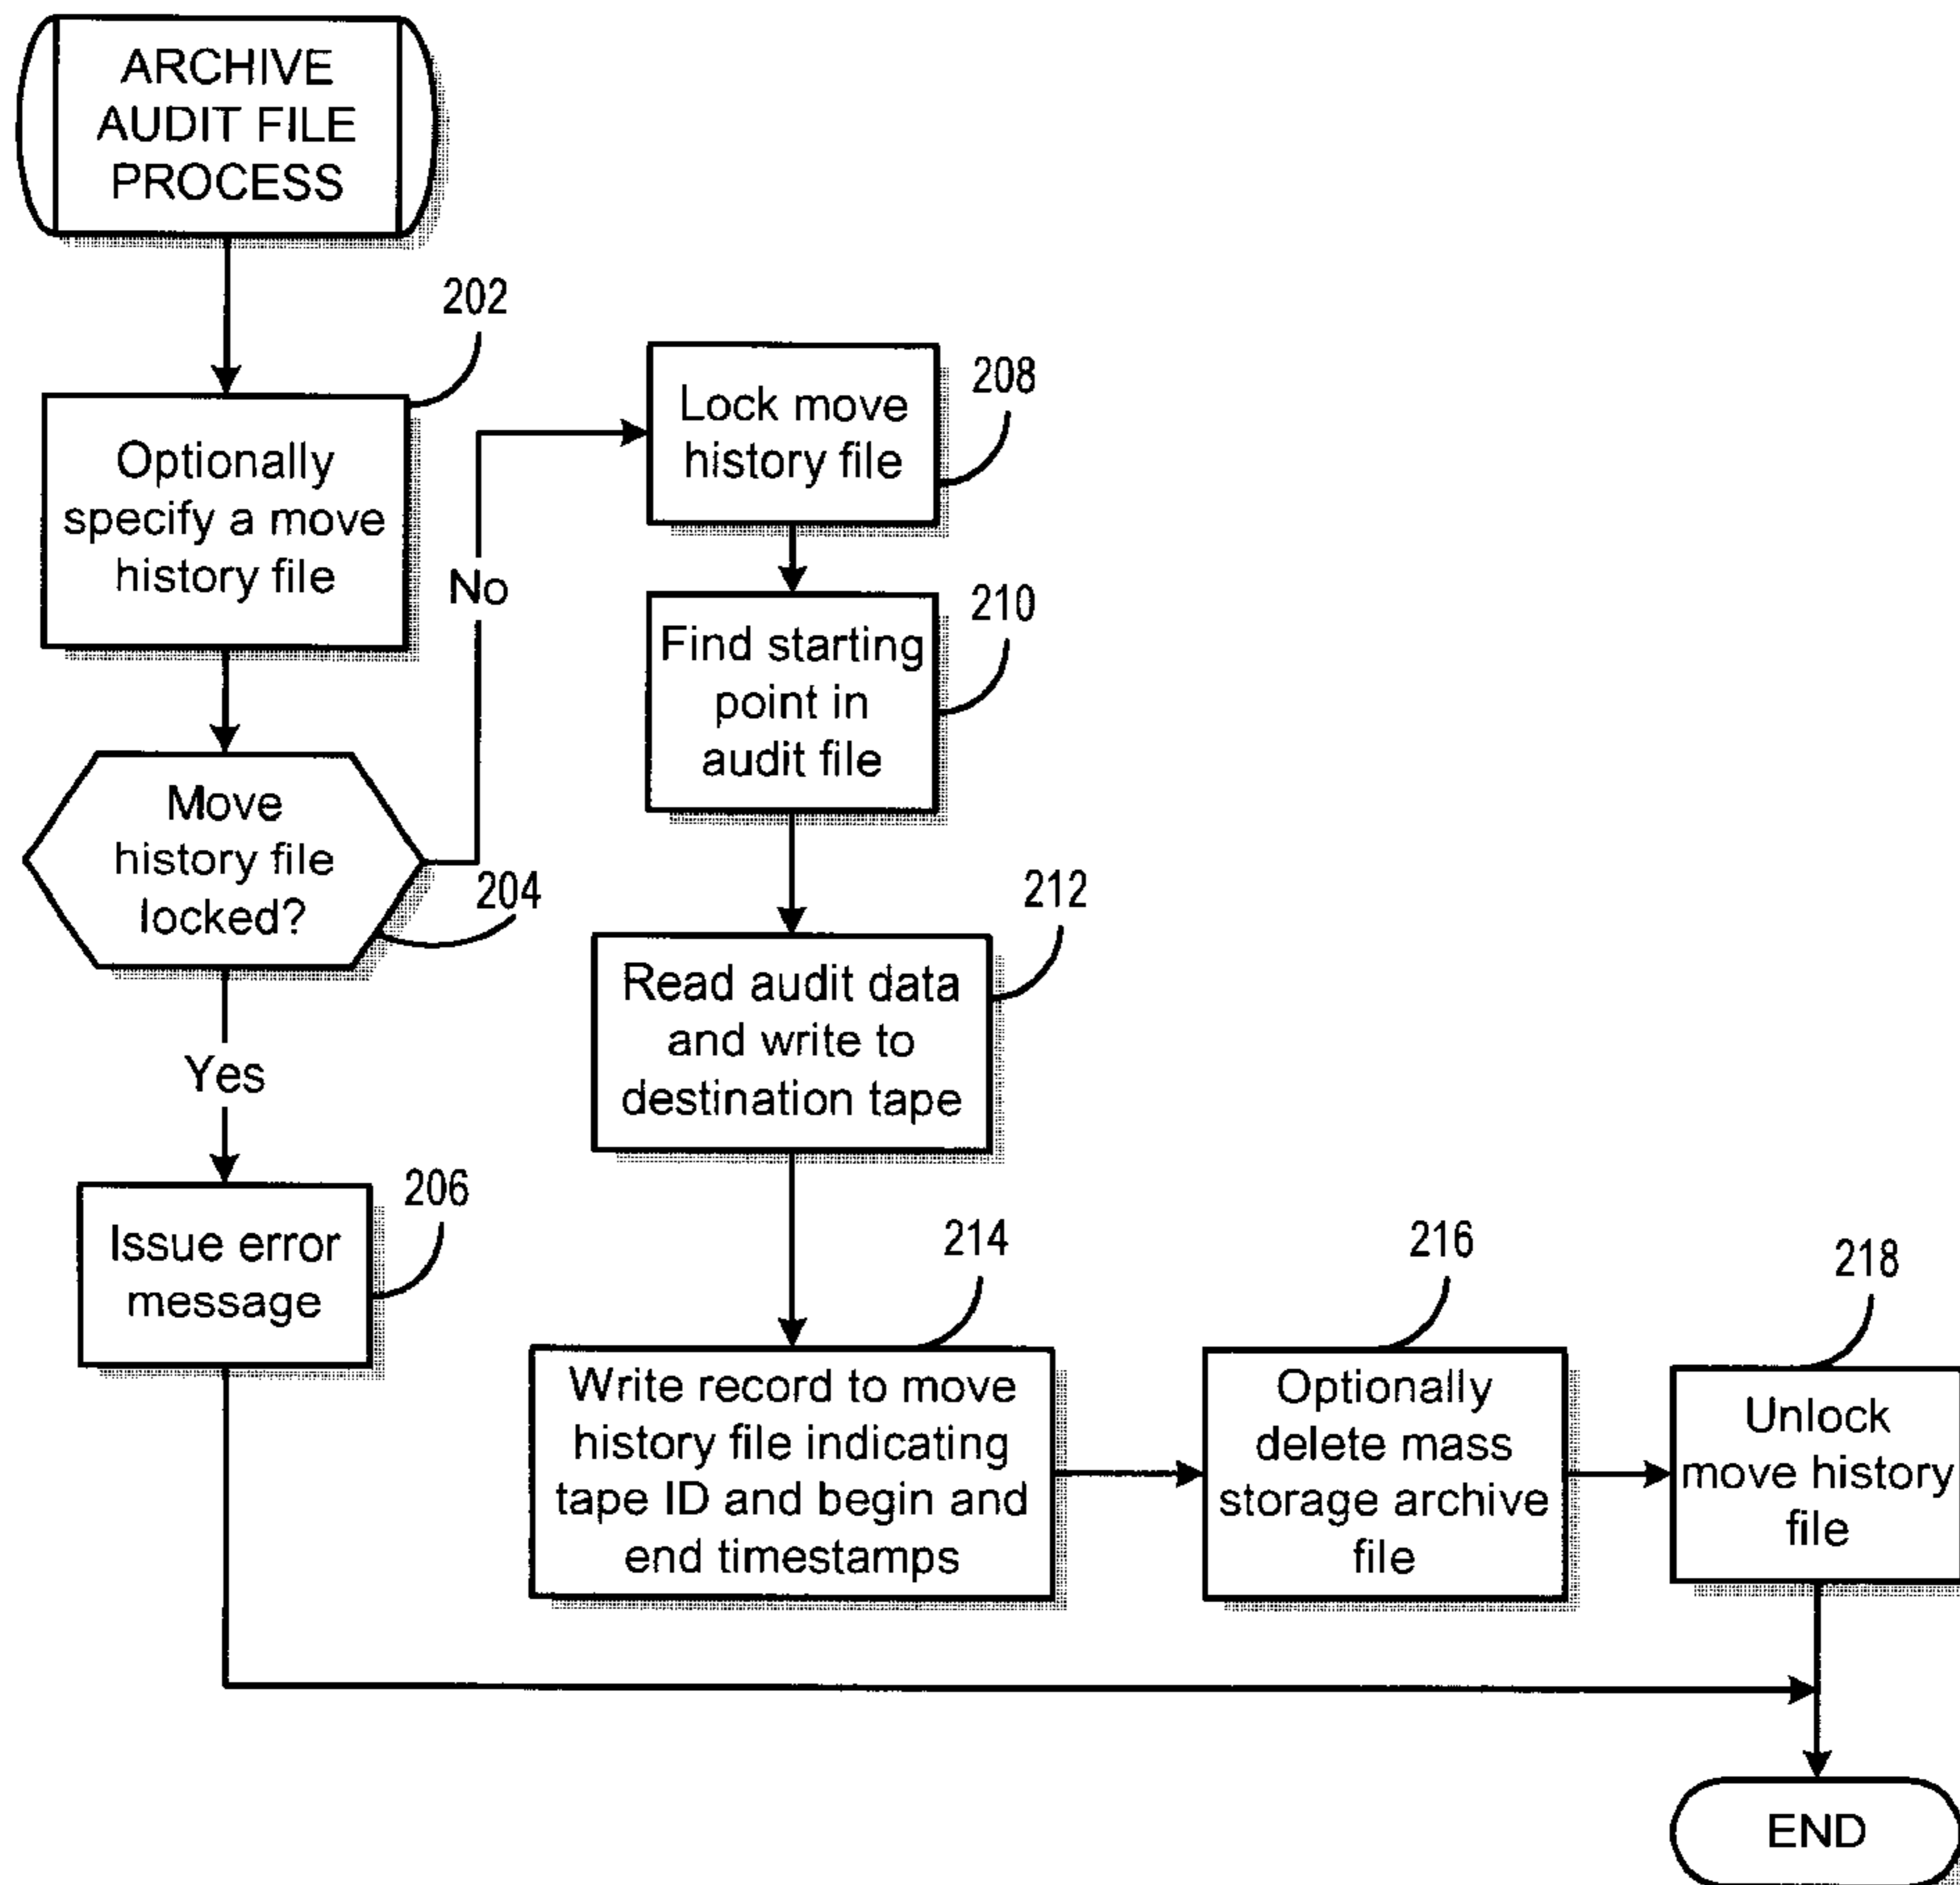 ARCHIVE
AUDIT FILE
PROCESS
202
Optionally
specify a move
history file
Move
history file
locked?
204
Yes
No
206
Issue error
message
208
Lock move
history file
210
Find starting
point in
audit file
212
Read audit data
and write to
destination tape
214
Write record to move
history file indicating
tape ID and begin and
end timestamps
216
Optionally
delete mass
storage archive
file
218
Unlock
move history
file
END